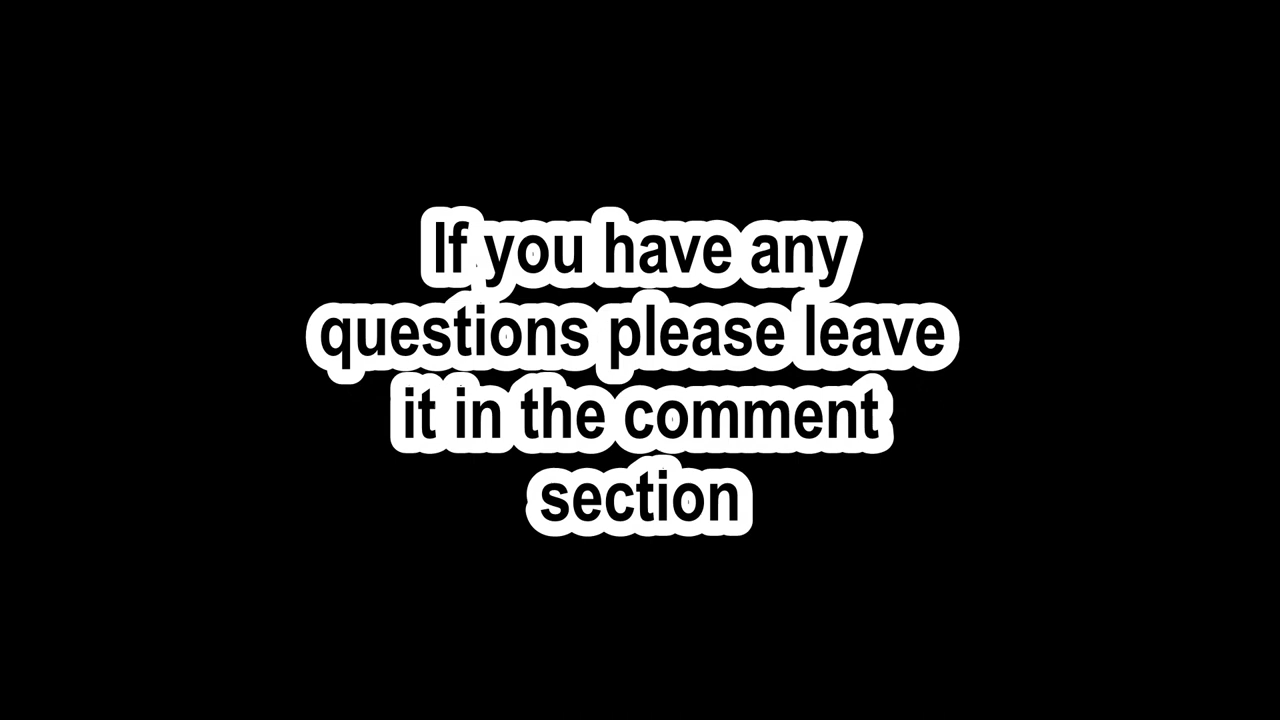 If you have any
questions please leave
it in the comment
section